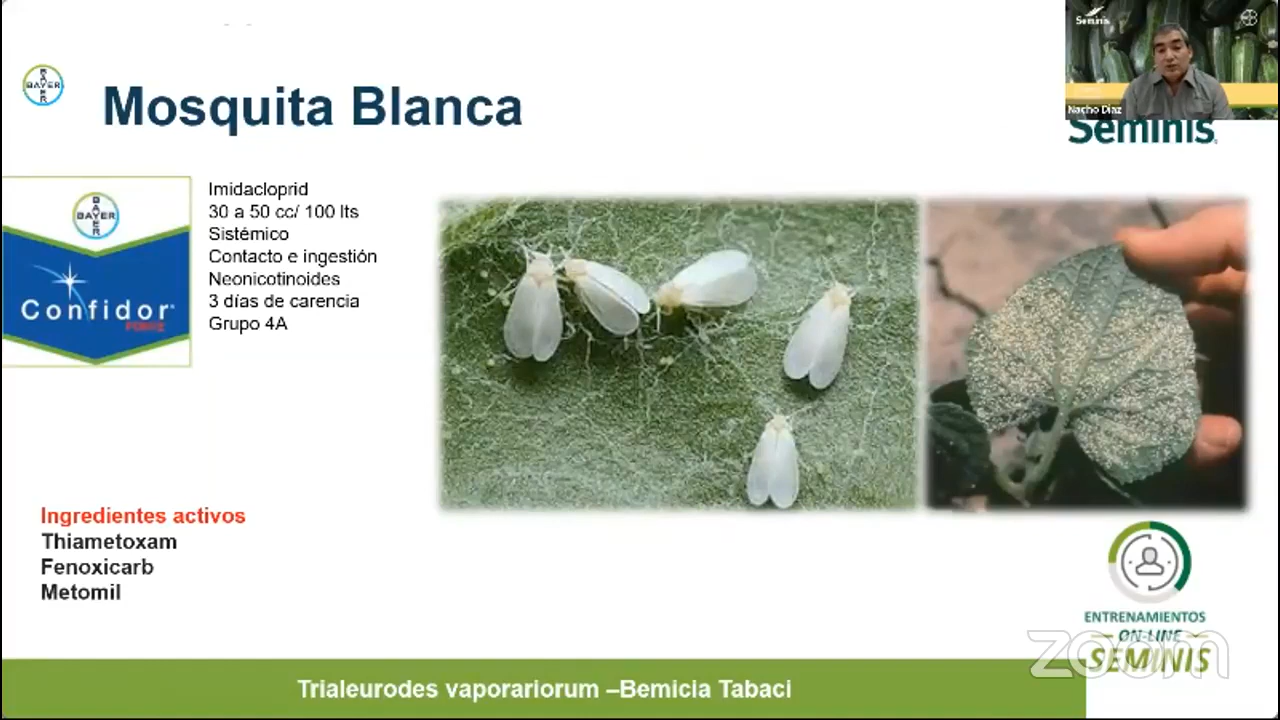 Seminis
Nacho Diaz
BAYER
Mosquita Blanca
Seminis
BAYER
Confidor
FORTE
Imidacloprid
30 a 50 cc/ 100 lts
Sistémico
Contacto e ingestión
Neonicotinoides
3 días de carencia
Grupo 4A
Ingredientes activos
Thiametoxam
Fenoxicarb
Metomil
ENTRENAMIENTOS
ON-LINE
SEMINIS
zoom
Trialeurodes vaporariorum –Bemicia Tabaci